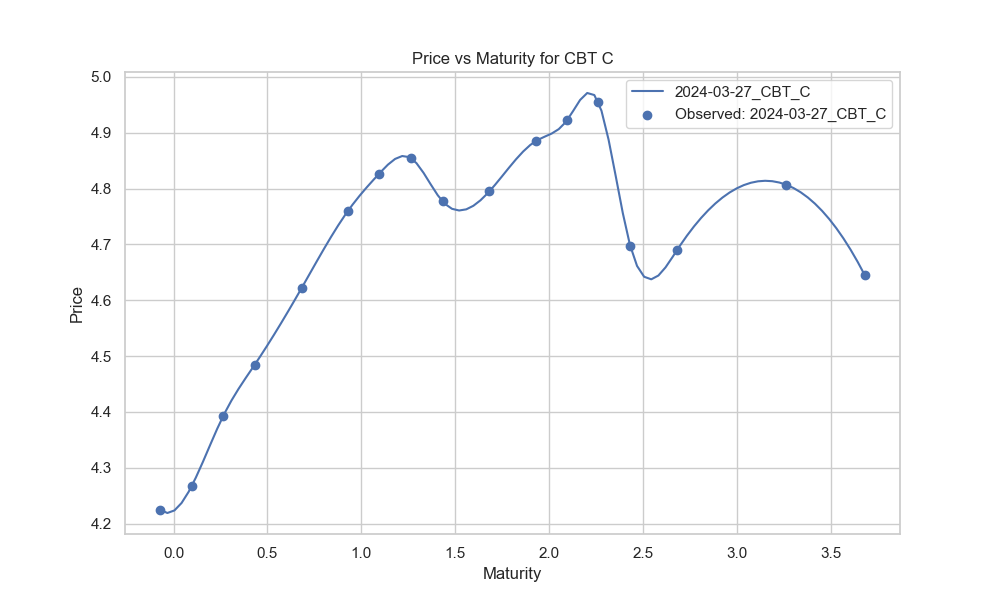 Price vs Maturity for CBT C
2024-03-27_CBT_C
Observed: 2024-03-27_CBT_C
Price
5.0
4.9
4.8
4.7
4.6
4.5
4.4
4.3
4.2
0.0 0.5 1.0 1.5 2.0 2.5 3.0 3.5
Maturity